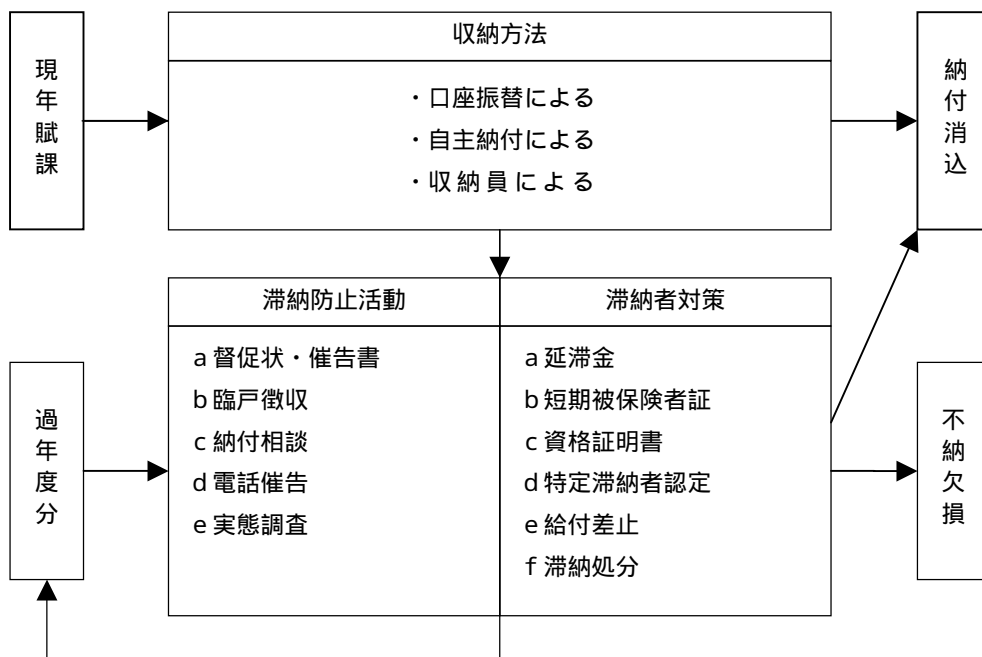 現年賦課
収納方法
・口座振替による
・自主納付による
・収納員による
納付消込
過年度分
滞納防止活動
a 督促状・催告書
b 臨戸徴収
c 納付相談
d 電話催告
e 実態調査
滞納者対策
a 延滞金
b 短期被保険者証
c 資格証明書
d 特定滞納者認定
e 給付差止
f 滞納処分
不納欠損